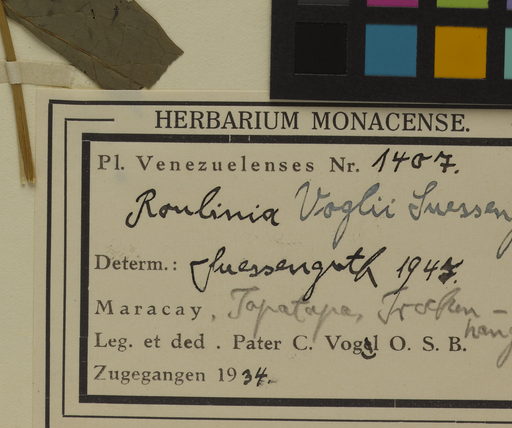 HERBARIUM MONACENSE.
Pl. Venezuelenses Nr. 1407.
Roulinia Voglii Suesseng
Determ.: Suessenguth 1947.
Maracay, Tapatapa, Trocken-
hang
Leg. et ded. Pater C. Vogl O. S. B.
Zugegangen 1934.